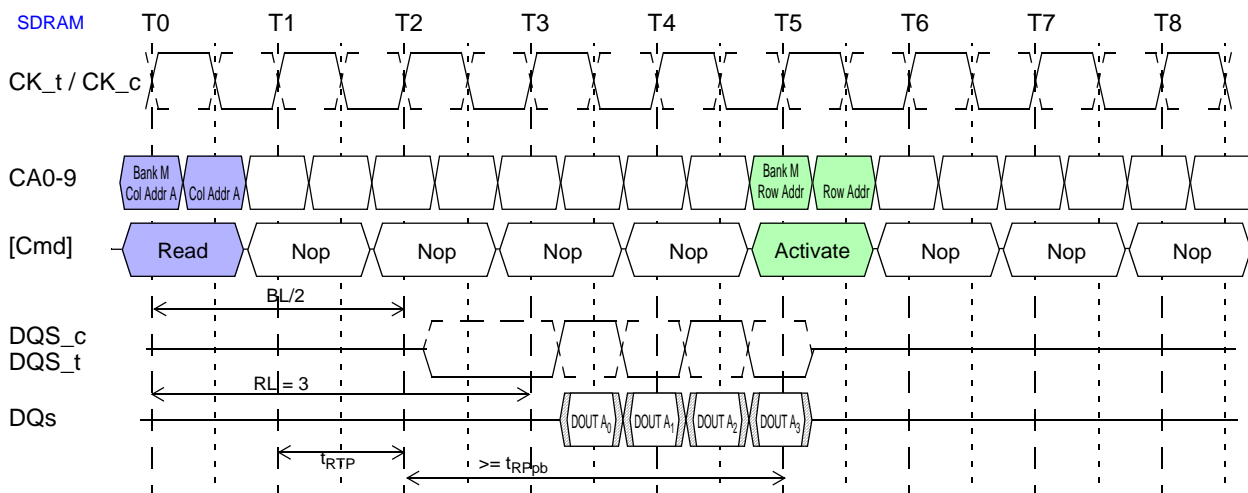 SDRAM T0 T1 T2 T3 T4 T5 T6 T7 T8
CK_t / CK_c
CA0-9
Bank M
Col Addr A
Col Addr A
Bank M
Row Addr
Row Addr
[Cmd] Read Nop Nop Nop Nop Activate Nop Nop Nop
BL/2
DQS_c
DQS_t
RL = 3
DQs DOUT A0 DOUT A1 DOUT A2 DOUT A3
tRTP
>= tRPpb